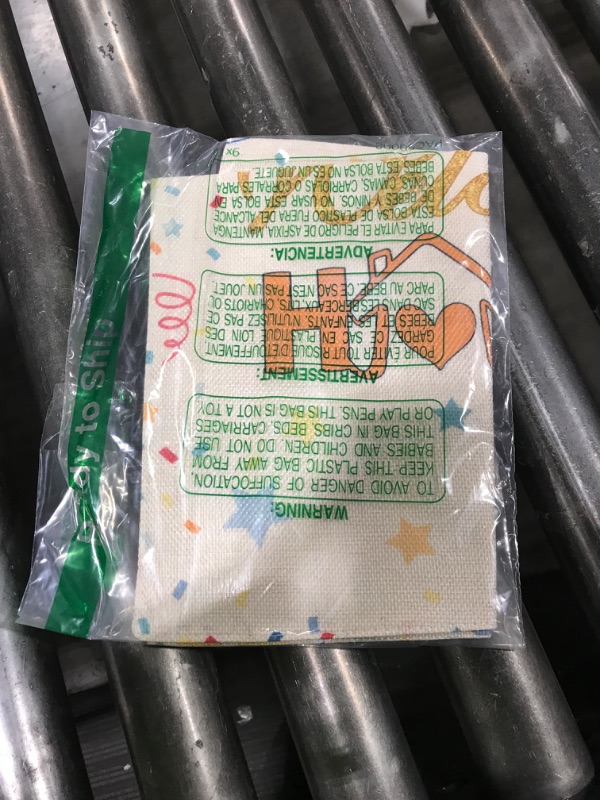 WARNING:
TO AVOID DANGER OF SUFFOCATION,
KEEP THIS PLASTIC BAG AWAY FROM
BABIES AND CHILDREN. DO NOT USE
THIS BAG IN CRIBS, BEDS, CARRIAGES
OR PLAY PENS. THIS BAG IS NOT A TOY.
AVERTISSEMENT:
POUR EVITER TOUT RISQUE D'ETOUFFEMENT,
GARDEZ CE SAC EN PLASTIQUE LOIN DES
BEBES ET LES ENFANTS. N'UTILISEZ PAS CE
SAC DANS LES BERCEAUX, LITS, CHARIOTS OU
PARC AU BEBE. CE SAC N'EST PAS UN JOUET.
ADVERTENCIA:
PARA EVITAR EL PELIGRO DE ASFIXIA, MANTENGA
ESTA BOLSA DE PLASTICO FUERA DEL ALCANCE
DE BEBES Y NIÑOS. NO USAR ESTA BOLSA EN
CUNAS, CAMAS, CARRIOLAS O CORRALES PARA
BEBES. ESTA BOLSA NO ES UN JUGUETE.
to Ship